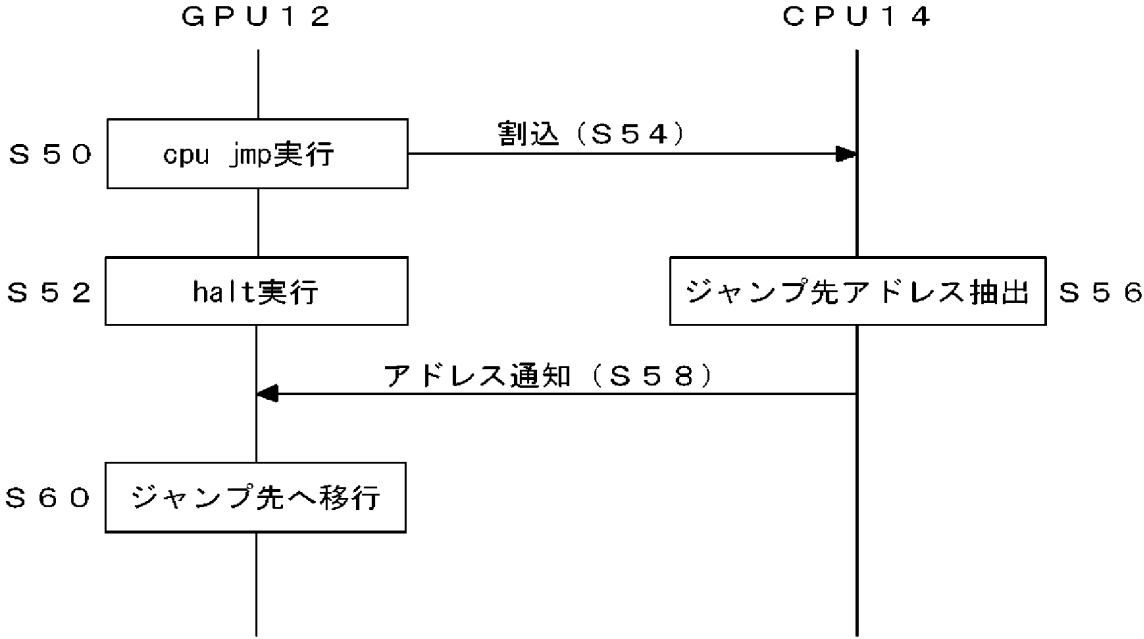 GPU12
CPU14
割込(S54)
S50
cpu jmp実行
S52
halt実行
ジャンプ先アドレス抽出
S56
アドレス通知(S58)
S60
ジャンプ先へ移行